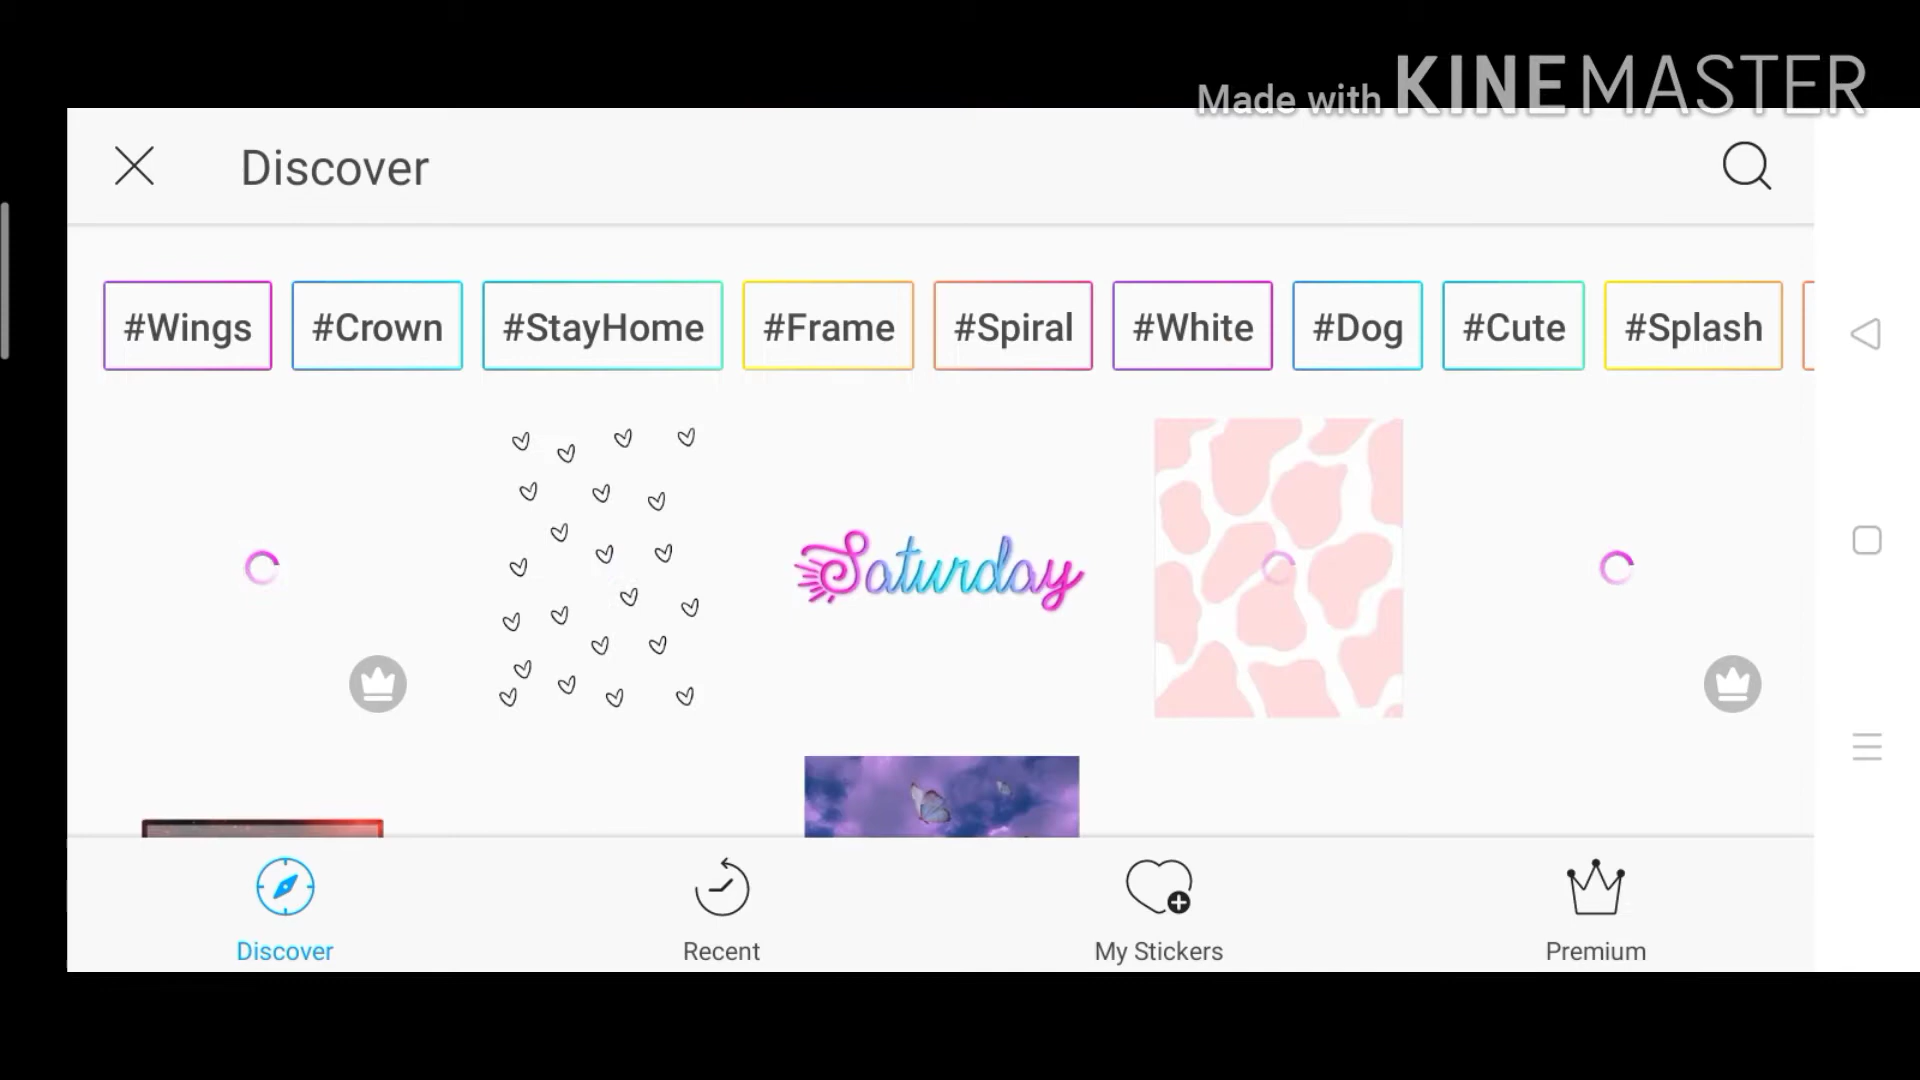 Made with KINEMASTER
Discover
#Wings #Crown #StayHome #Frame #Spiral #White #Dog #Cute #Splash
Saturday
Discover Recent My Stickers Premium